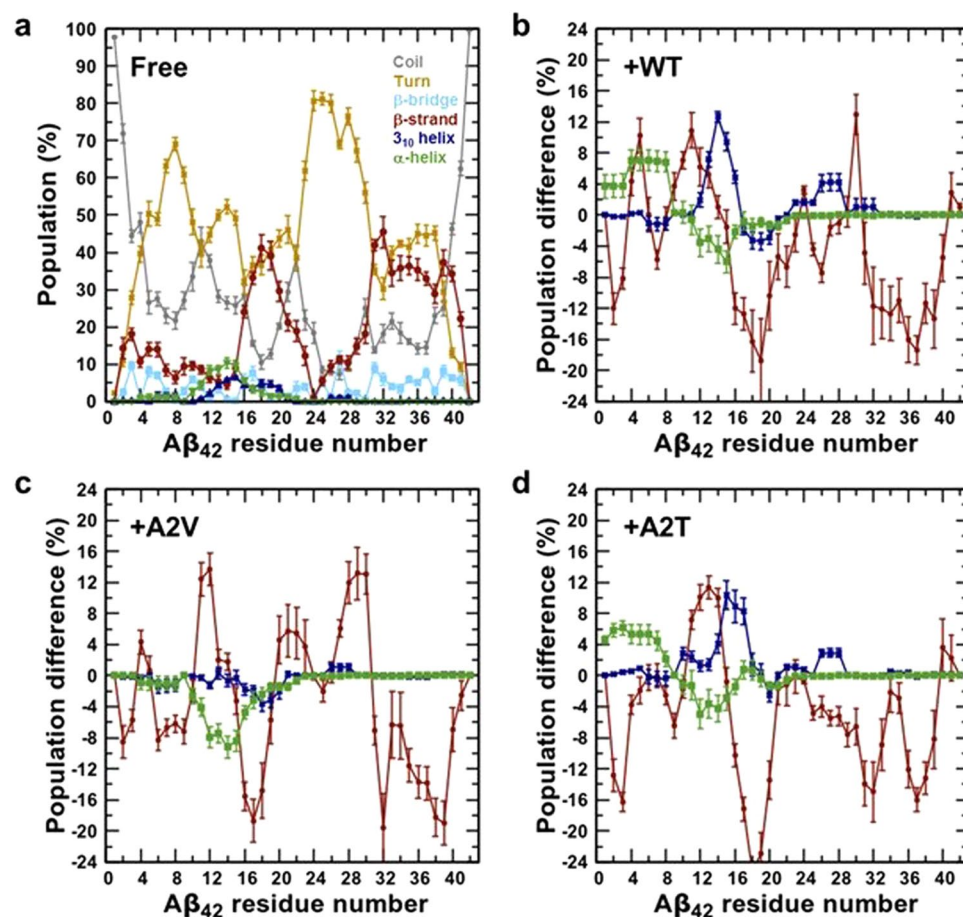 a
Free
Coil
Turn
β-bridge
β-strand
3₁₀ helix
α-helix
Population (%)
100
90
80
70
60
50
40
30
20
10
0
0 4 8 12 16 20 24 28 32 36 40
Aβ₄₂ residue number
b
+WT
Population difference (%)
24
20
16
12
8
4
0
-4
-8
-12
-16
-20
-24
0 4 8 12 16 20 24 28 32 36 40
Aβ₄₂ residue number
c
+A2V
Population difference (%)
24
20
16
12
8
4
0
-4
-8
-12
-16
-20
-24
0 4 8 12 16 20 24 28 32 36 40
Aβ₄₂ residue number
d
+A2T
Population difference (%)
24
20
16
12
8
4
0
-4
-8
-12
-16
-20
-24
0 4 8 12 16 20 24 28 32 36 40
Aβ₄₂ residue number